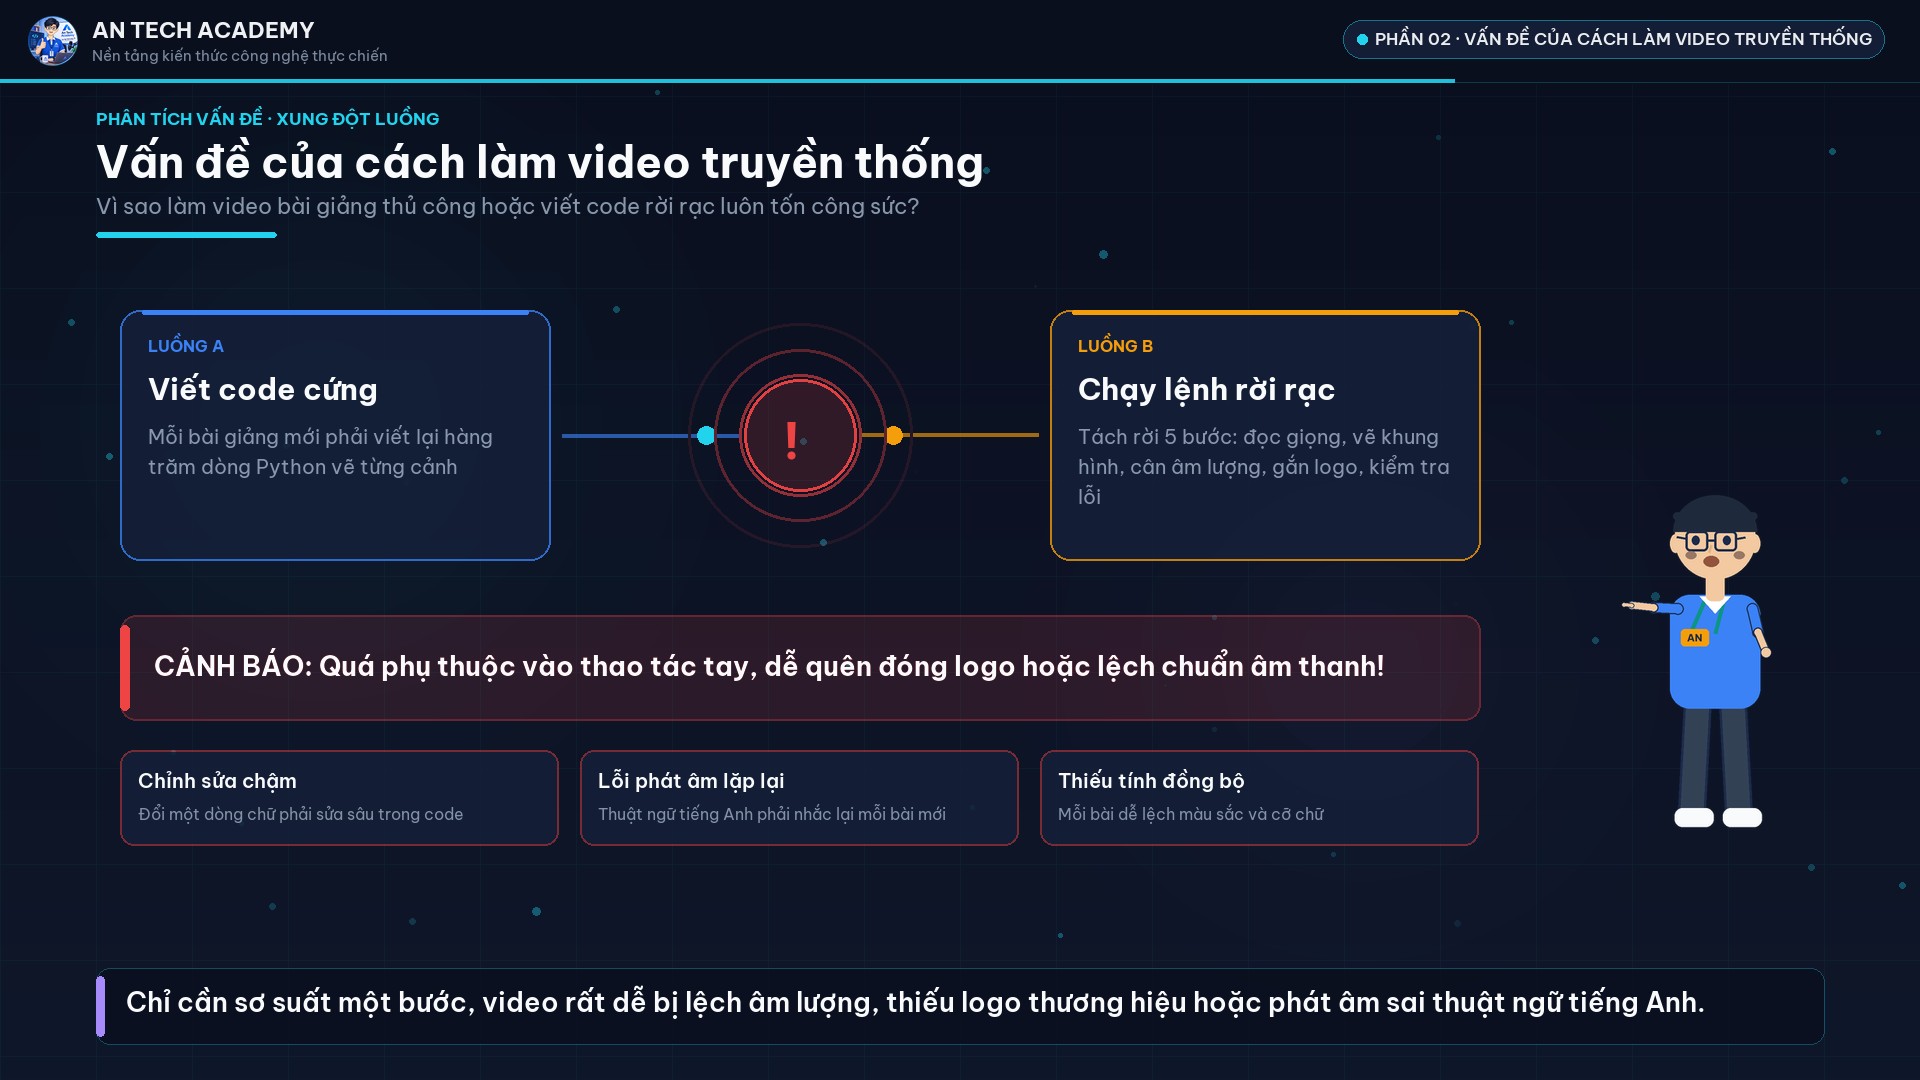 AN TECH ACADEMY
Nền tảng kiến thức công nghệ thực chiến
PHẦN 02 · VẤN ĐỀ CỦA CÁCH LÀM VIDEO TRUYỀN THỐNG
PHÂN TÍCH VẤN ĐỀ · XUNG ĐỘT LUỒNG
Vấn đề của cách làm video truyền thống
Vì sao làm video bài giảng thủ công hoặc viết code rời rạc luôn tốn công sức?
LUỒNG A
Viết code cứng
Mỗi bài giảng mới phải viết lại hàng
trăm dòng Python vẽ từng cảnh
!
LUỒNG B
Chạy lệnh rời rạc
Tách rời 5 bước: đọc giọng, vẽ khung
hình, cân âm lượng, gắn logo, kiểm tra
lỗi
AN
CẢNH BÁO: Quá phụ thuộc vào thao tác tay, dễ quên đóng logo hoặc lệch chuẩn âm thanh!
Chỉnh sửa chậm
Đổi một dòng chữ phải sửa sâu trong code
Lỗi phát âm lặp lại
Thuật ngữ tiếng Anh phải nhắc lại mỗi bài mới
Thiếu tính đồng bộ
Mỗi bài dễ lệch màu sắc và cỡ chữ
Chỉ cần sơ suất một bước, video rất dễ bị lệch âm lượng, thiếu logo thương hiệu hoặc phát âm sai thuật ngữ tiếng Anh.